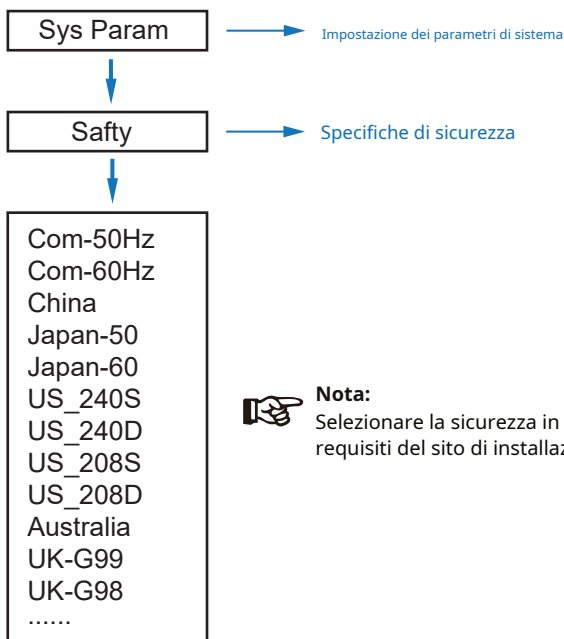 Sys Param
Impostazione dei parametri di sistema
Safty
Specifiche di sicurezza
Com-50Hz
Com-60Hz
China
Japan-50
Japan-60
US_240S
US_240D
US_208S
US_208D
Australia
UK-G99
UK-G98
......
Nota:
Selezionare la sicurezza in
requisiti del sito di